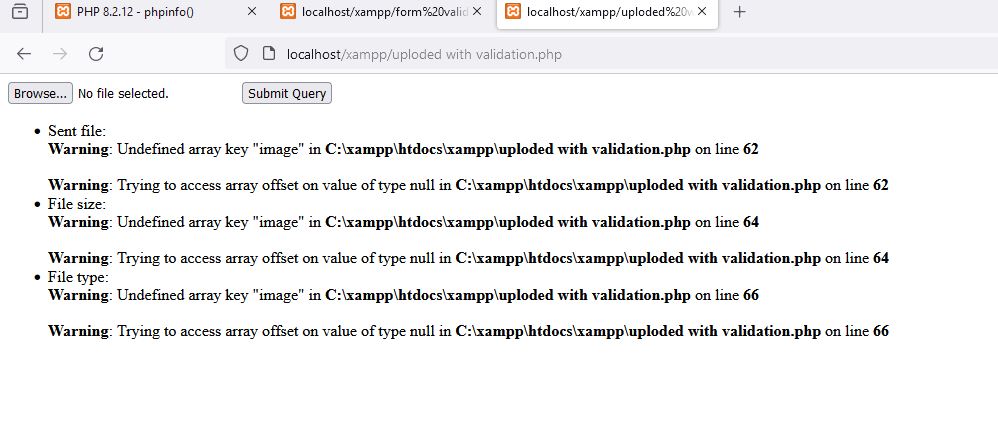 PHP 8.2.12 - phpinfo()
localhost/xampp/form%20valid
localhost/xampp/uploded%20w
localhost/xampp/uploded with validation.php
Browse... No file selected. Submit Query
Sent file:
Warning: Undefined array key "image" in C:\xampp\htdocs\xampp\uploded with validation.php on line 62
Warning: Trying to access array offset on value of type null in C:\xampp\htdocs\xampp\uploded with validation.php on line 62
File size:
Warning: Undefined array key "image" in C:\xampp\htdocs\xampp\uploded with validation.php on line 64
Warning: Trying to access array offset on value of type null in C:\xampp\htdocs\xampp\uploded with validation.php on line 64
File type:
Warning: Undefined array key "image" in C:\xampp\htdocs\xampp\uploded with validation.php on line 66
Warning: Trying to access array offset on value of type null in C:\xampp\htdocs\xampp\uploded with validation.php on line 66